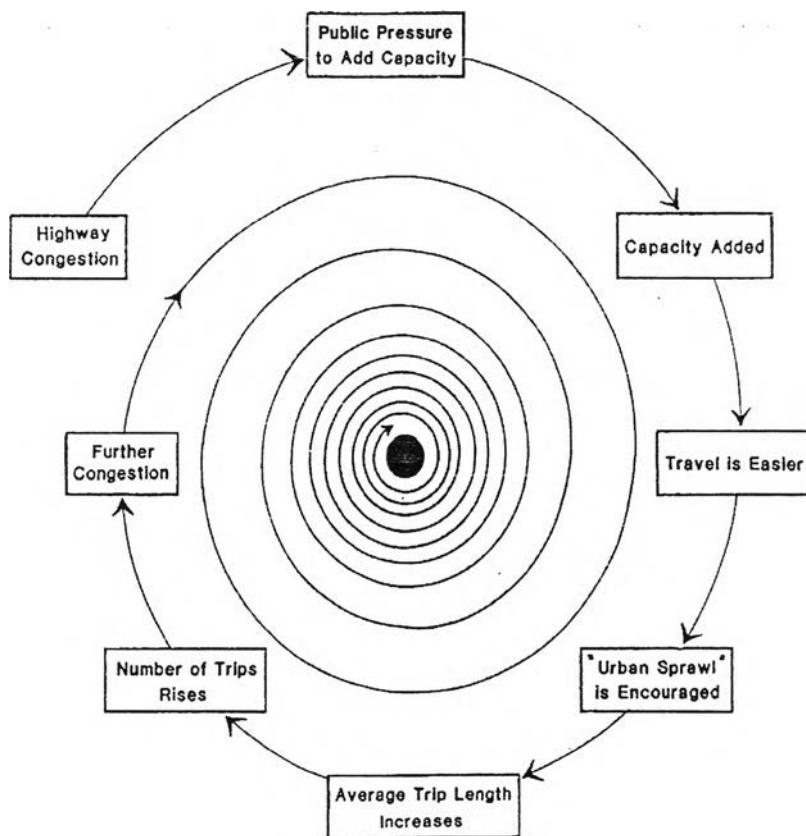 Public Pressure
to Add Capacity
Highway
Congestion
Capacity Added
Further
Congestion
Travel is Easier
Number of Trips
Rises
"Urban Sprawl"
is Encouraged
Average Trip Length
Increases